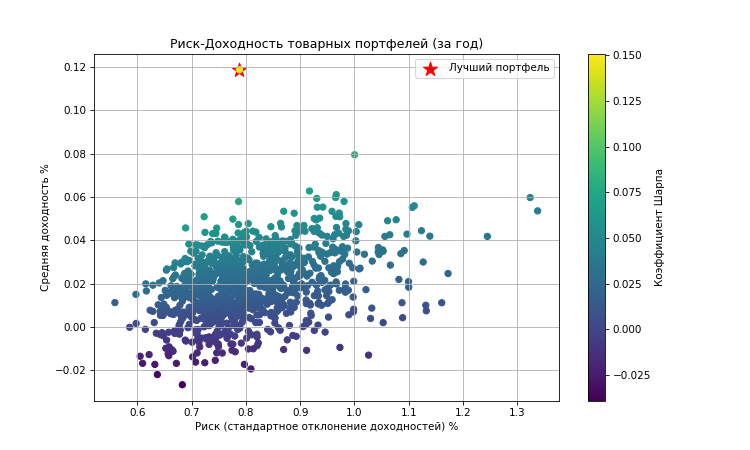 Риск-Доходность товарных портфелей (за год)
Лучший портфель
Средняя доходность %
0.12
0.10
0.08
0.06
0.04
0.02
0.00
−0.02
0.6 0.7 0.8 0.9 1.0 1.1 1.2 1.3
Риск (стандартное отклонение доходностей) %
0.150
0.125
0.100
0.075
0.050
0.025
0.000
−0.025
Коэффициент Шарпа